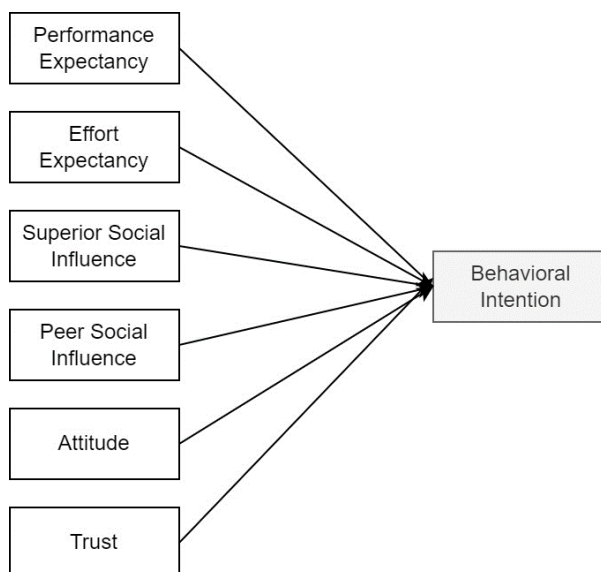 Performance
Expectancy
Effort
Expectancy
Superior Social
Influence
Peer Social
Influence
Attitude
Trust
Behavioral
Intention